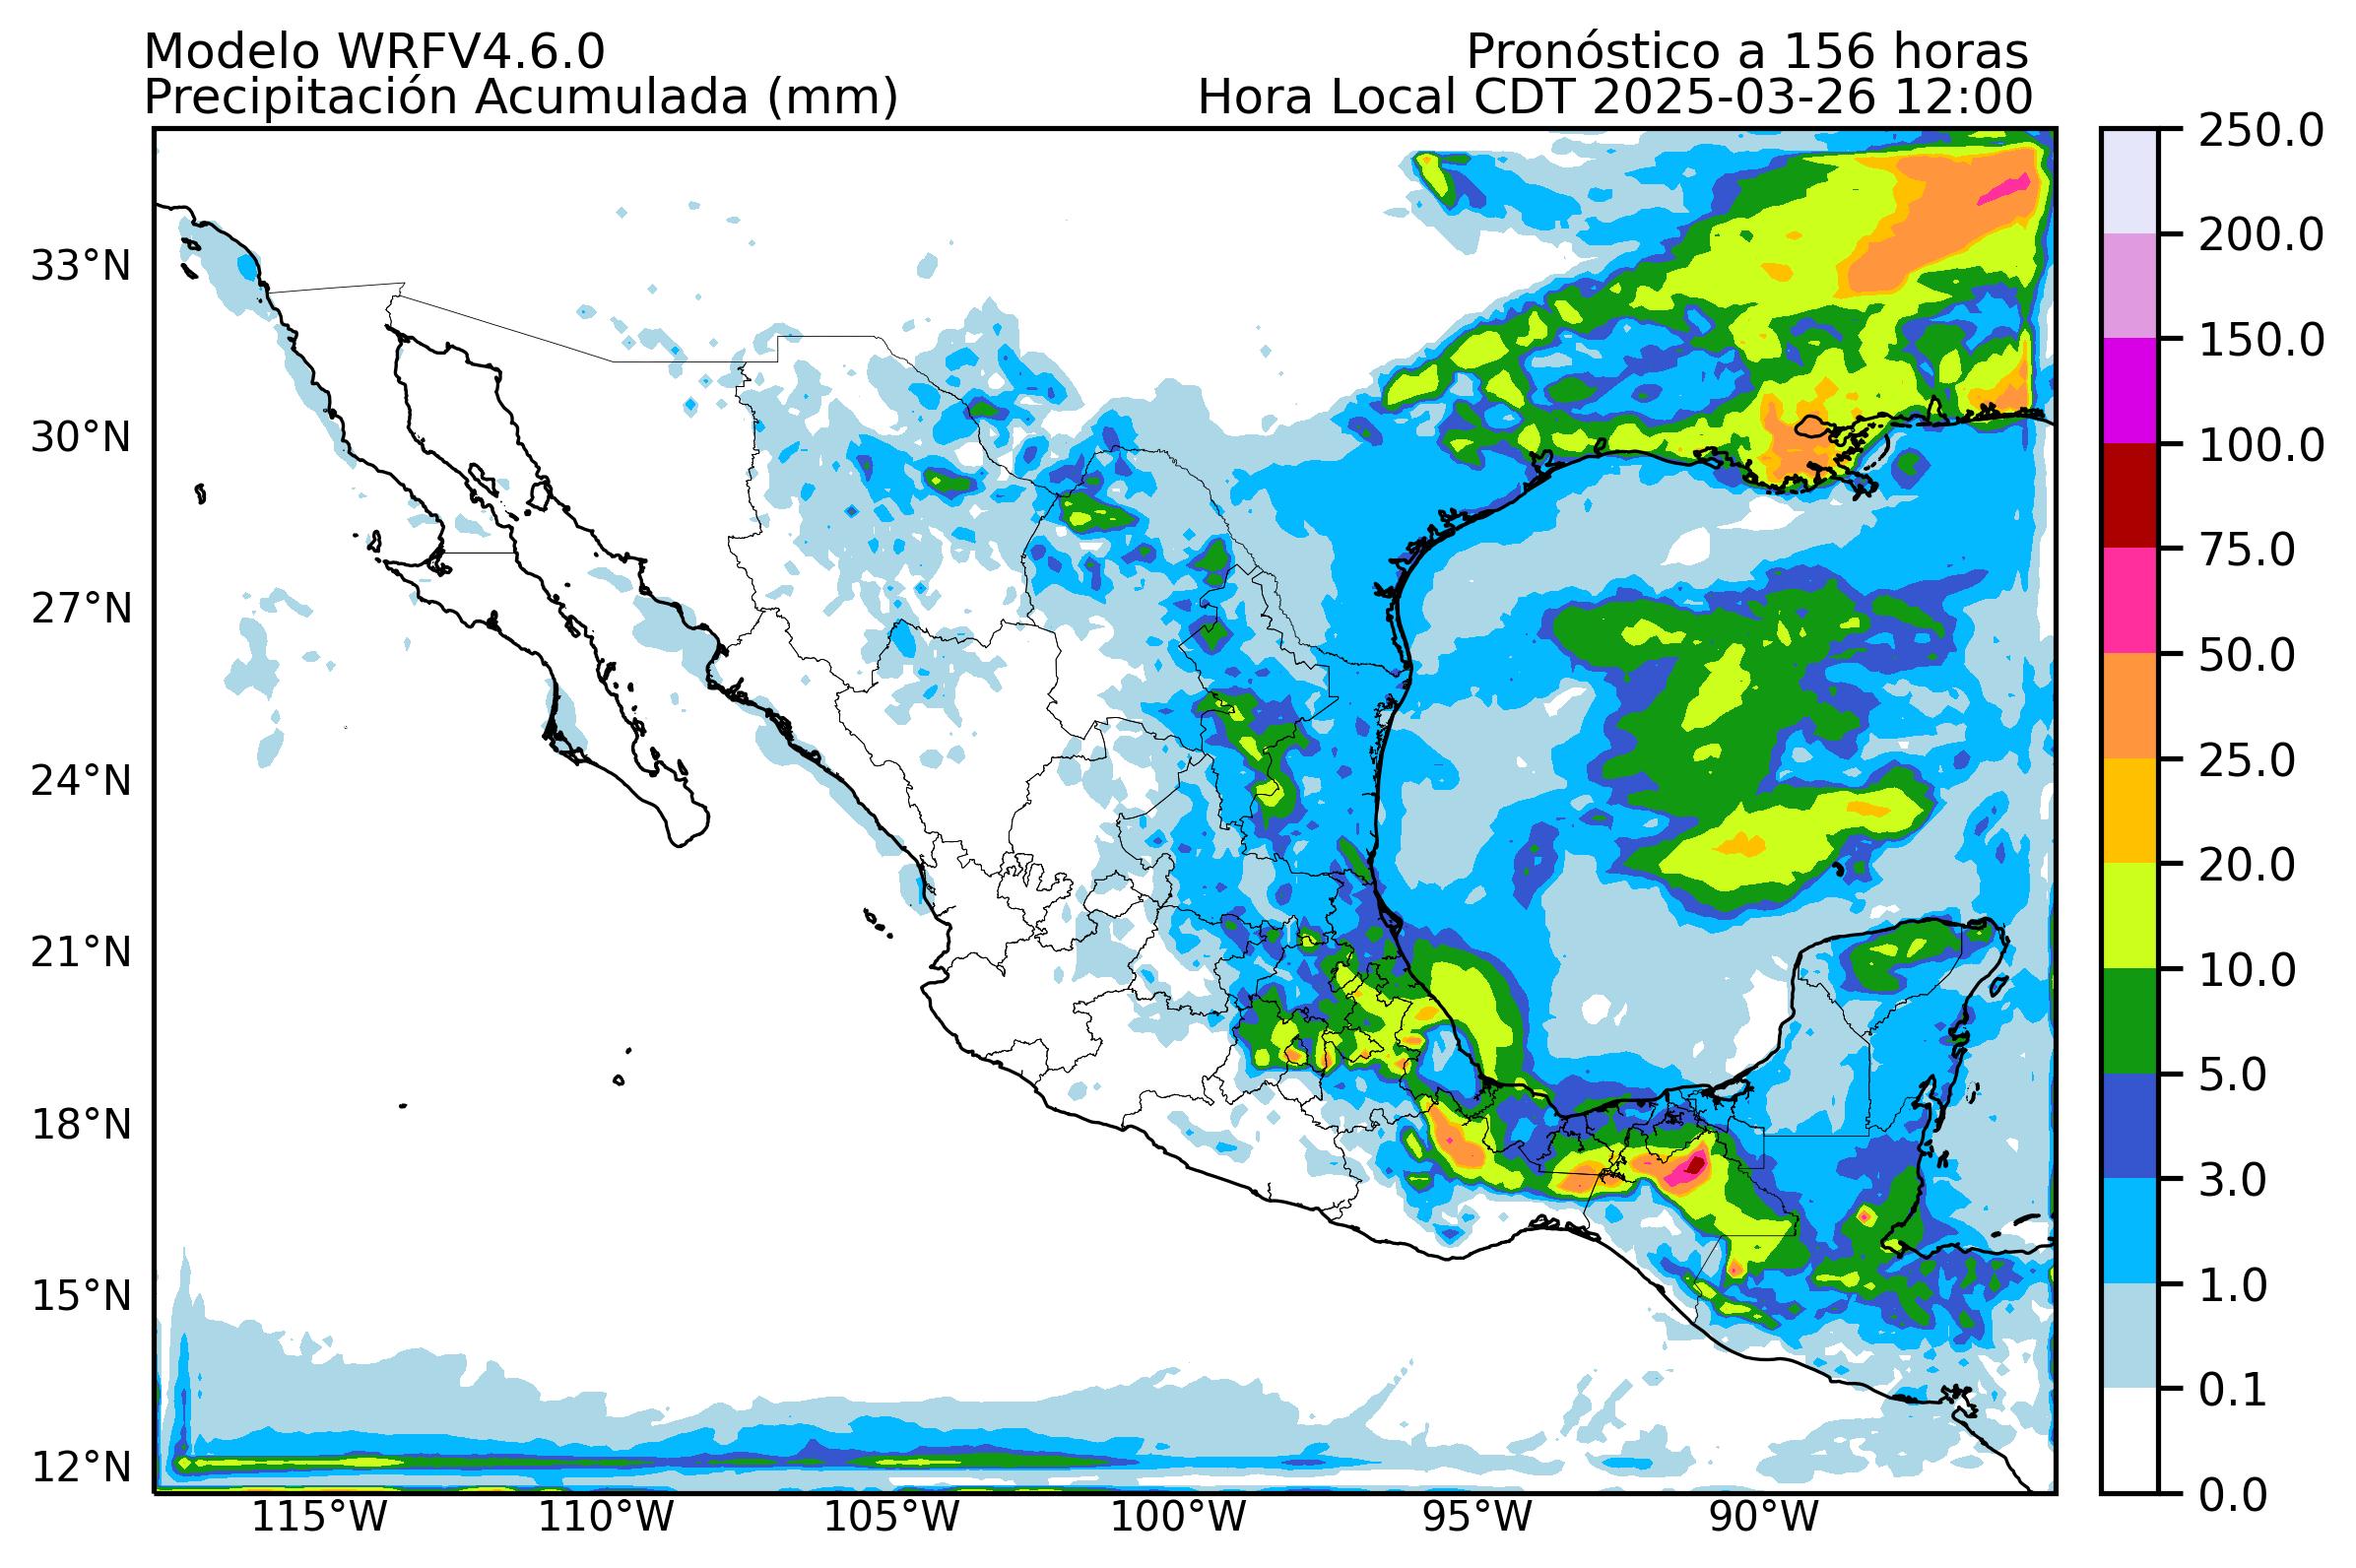 Modelo WRFV4.6.0
Pronóstico a 156 horas
Precipitación Acumulada (mm)
Hora Local CDT 2025-03-26 12:00
33°N
30°N
27°N
24°N
21°N
18°N
15°N
12°N
115°W
110°W
105°W
100°W
95°W
90°W
250.0
200.0
150.0
100.0
75.0
50.0
25.0
20.0
10.0
5.0
3.0
1.0
0.1
0.0